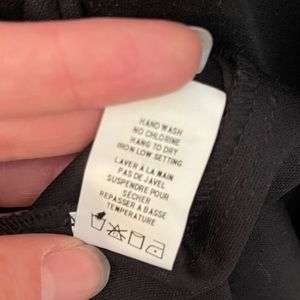 HAND WASH
NO CHLORINE
HANG TO DRY
IRON LOW SETTING
LAVER À LA MAIN
PAS DE JAVEL
SUSPENDRE POUR
SÉCHER
REPASSER À BASSE
TEMPERATURE